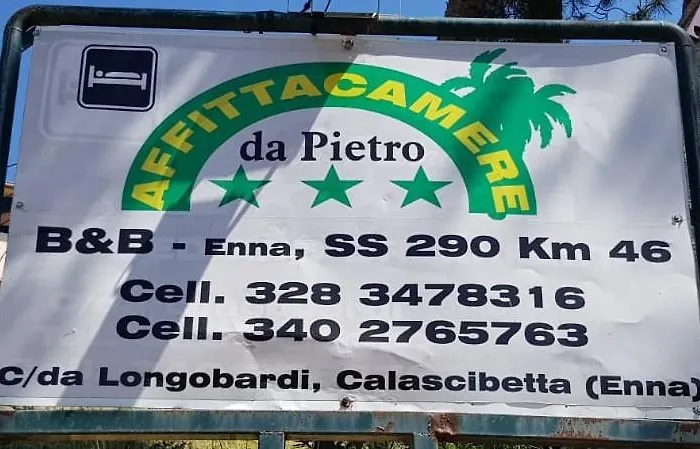 AFFITTACAMERE
da Pietro
B&B - Enna, SS 290 Km 46
Cell. 328 3478316
Cell. 340 2765763
C/da Longobardi, Calascibetta (Enna)